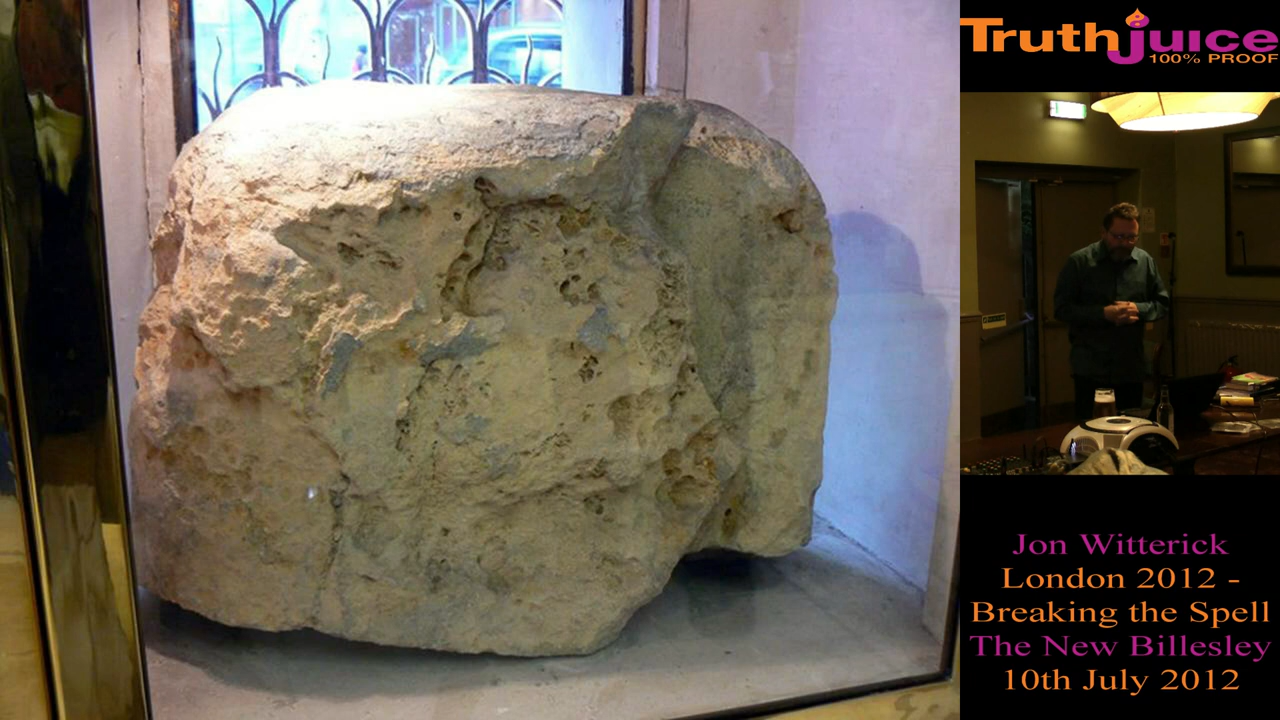 Truthjuice
100% PROOF
Jon Witterick
London 2012 -
Breaking the Spell
The New Billesley
10th July 2012